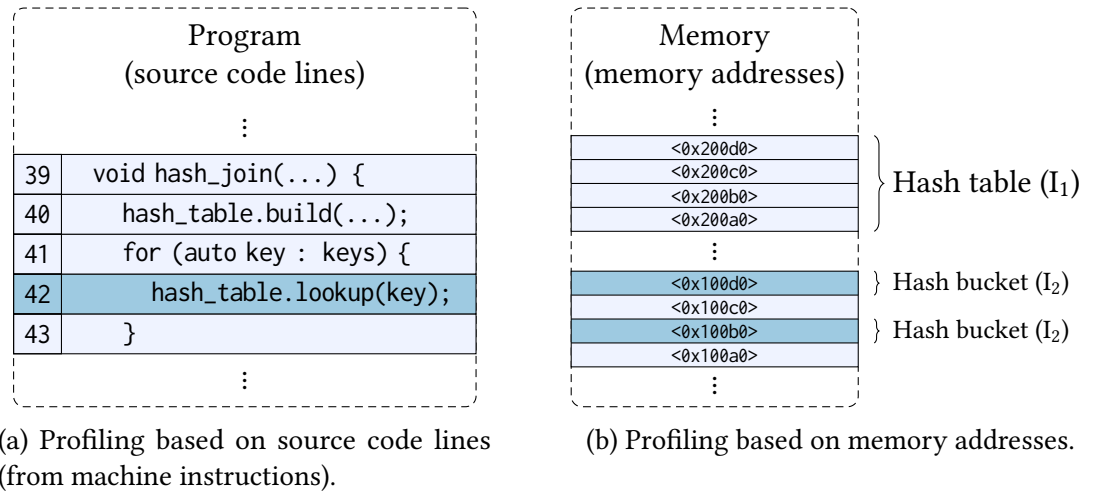 Program
(source code lines)
⋮
39 void hash_join(...) {
40 hash_table.build(...);
41 for (auto key : keys) {
42 hash_table.lookup(key);
43 }
⋮
(a) Profiling based on source code lines
(from machine instructions).
Memory
(memory addresses)
⋮
<0x200d0>
<0x200c0>
<0x200b0>
<0x200a0>
Hash table (I₁)
⋮
<0x100d0> } Hash bucket (I₂)
<0x100c0>
<0x100b0> } Hash bucket (I₂)
<0x100a0>
⋮
(b) Profiling based on memory addresses.